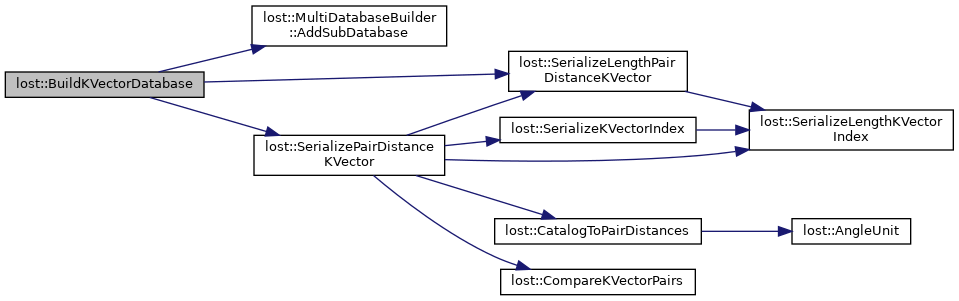 lost::MultiDatabaseBuilder
::AddSubDatabase
lost::BuildKVectorDatabase
lost::SerializeLengthPair
DistanceKVector
lost::SerializePairDistance
KVector
lost::SerializeKVectorIndex
lost::SerializeLengthKVector
Index
lost::CatalogToPairDistances
lost::AngleUnit
lost::CompareKVectorPairs